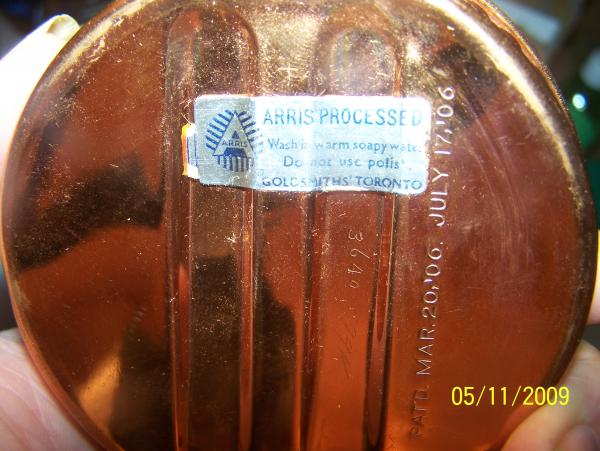 ARRIS PROCESSED
ARRIS
Wash in warm soapy water
Do not use polis
GOLDSMITHS' TORONTO
PAT'D. MAR. 20,'06. JULY 17,'06
05/11/2009